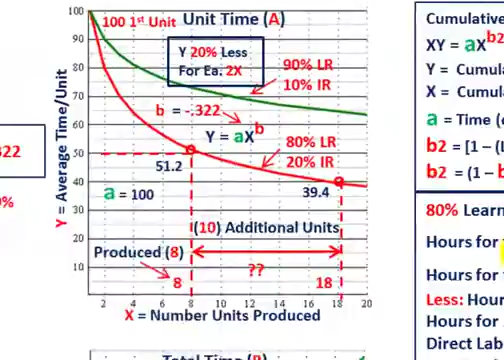 100 1st Unit Unit Time (A)
Y 20% Less
For Ea. 2X
90% LR
10% IR
b = -.322
Y = aX^b
80% LR
20% IR
51.2
39.4
a = 100
(10) Additional Units
Produced (8)
??
8
18
Y = Average Time/Unit
100
90
80
70
60
50
40
30
20
10
2 4 6 8 10 12 14 16 18 20
X = Number Units Produced
322
%
Cumulative
XY = aX^b2
Y = Cumul
X = Cumul
a = Time (
b2 = [1 – (L
b2 = (1 – b
80% Learn
Hours for
Hours for
Less: Hour
Hours for
Direct Lab
Total Time (B)